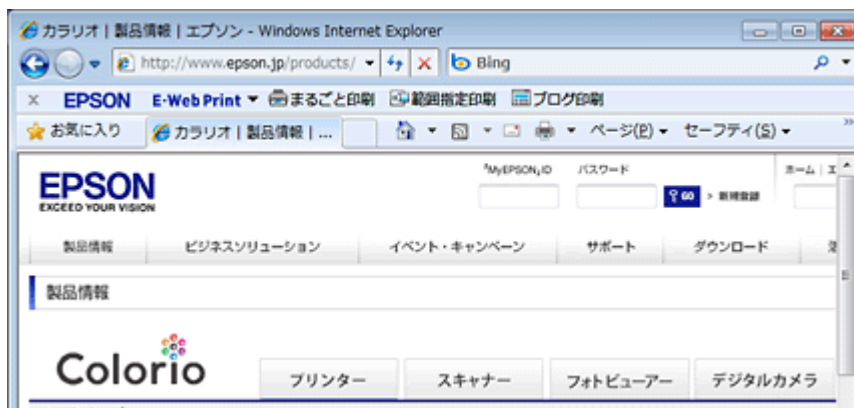 カラリオ | 製品情報 | エプソン - Windows Internet Explorer
http://www.epson.jp/products/ Bing
× EPSON E-Web Print まるごと印刷 範囲指定印刷 ブログ印刷
お気に入り カラリオ | 製品情報 | ... ページ(P) セーフティ(S) »
MyEPSON ID パスワード ホーム
EPSON
EXCEED YOUR VISION
GO > 新規登録
製品情報 ビジネスソリューション イベント・キャンペーン サポート ダウンロード
製品情報
Colorio プリンター スキャナー フォトビューアー デジタルカメラ